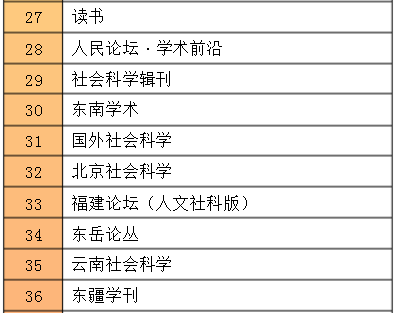 27 读书
28 人民论坛·学术前沿
29 社会科学辑刊
30 东南学术
31 国外社会科学
32 北京社会科学
33 福建论坛（人文社科版）
34 东岳论丛
35 云南社会科学
36 东疆学刊